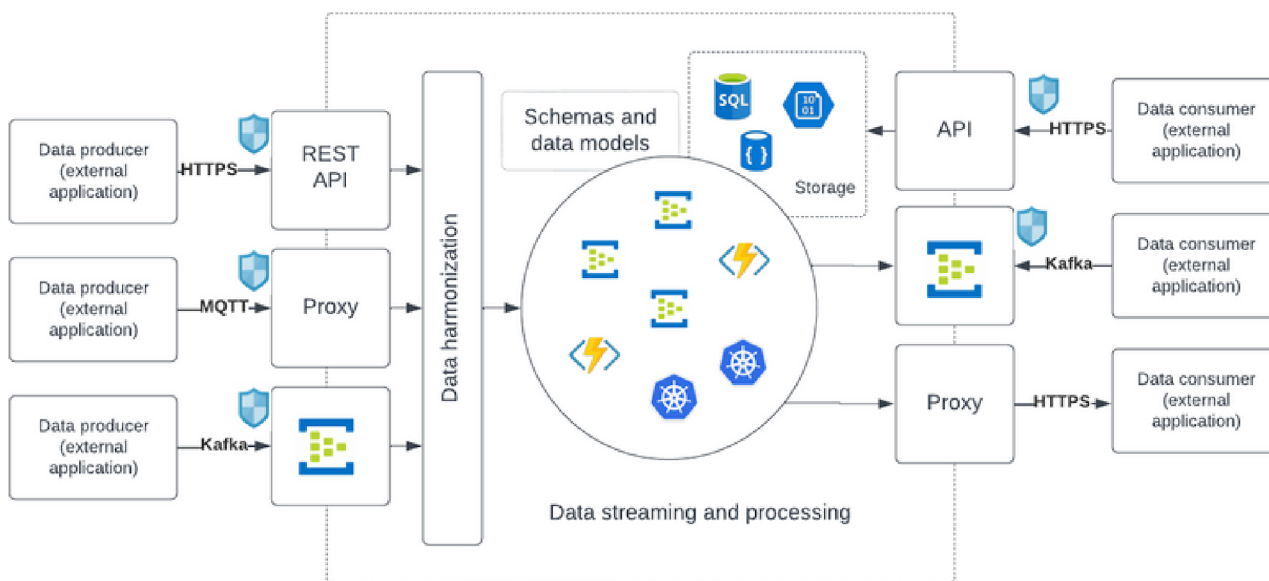 Data producer
(external
application)
HTTPS
REST
API
Data producer
(external
application)
MQTT
Proxy
Data producer
(external
application)
Kafka
Data harmonization
Schemas and
data models
SQL
10
01
{ }
Storage
Data streaming and processing
API
HTTPS
Data consumer
(external
application)
Kafka
Data consumer
(external
application)
Proxy
HTTPS
Data consumer
(external
application)